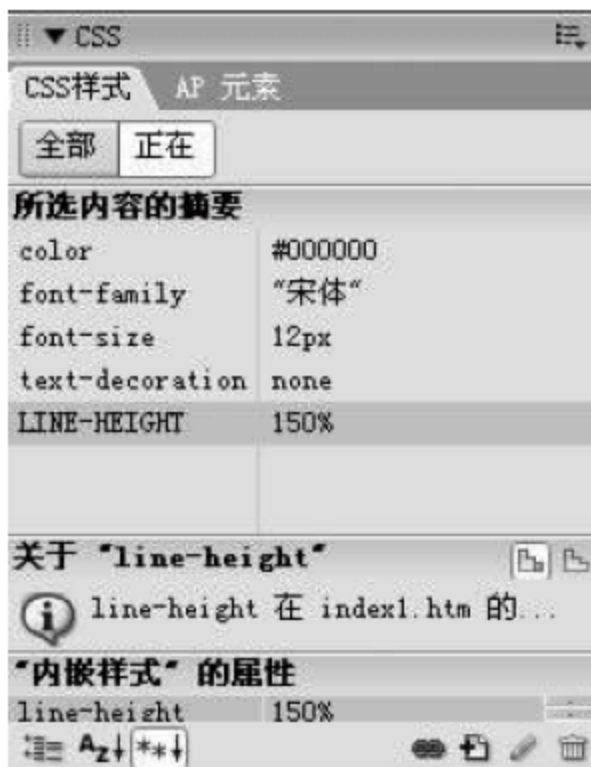 CSS
CSS样式 AP 元素
全部 正在
所选内容的摘要
color #000000
font-family "宋体"
font-size 12px
text-decoration none
LINE-HEIGHT 150%
关于 "line-height"
line-height 在 index1.htm 的...
"内嵌样式" 的属性
line-height 150%
AZ↓ **↓